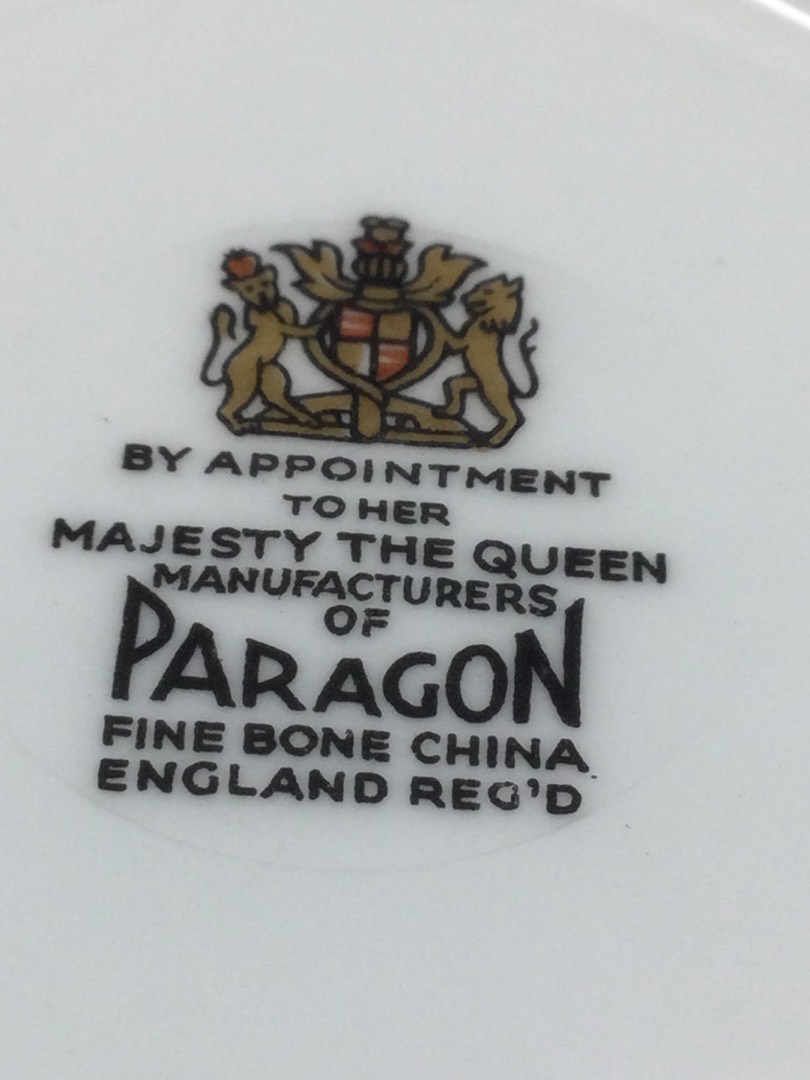 BY APPOINTMENT
TO HER
MAJESTY THE QUEEN
MANUFACTURERS
OF
PARAGON
FINE BONE CHINA
ENGLAND REG'D